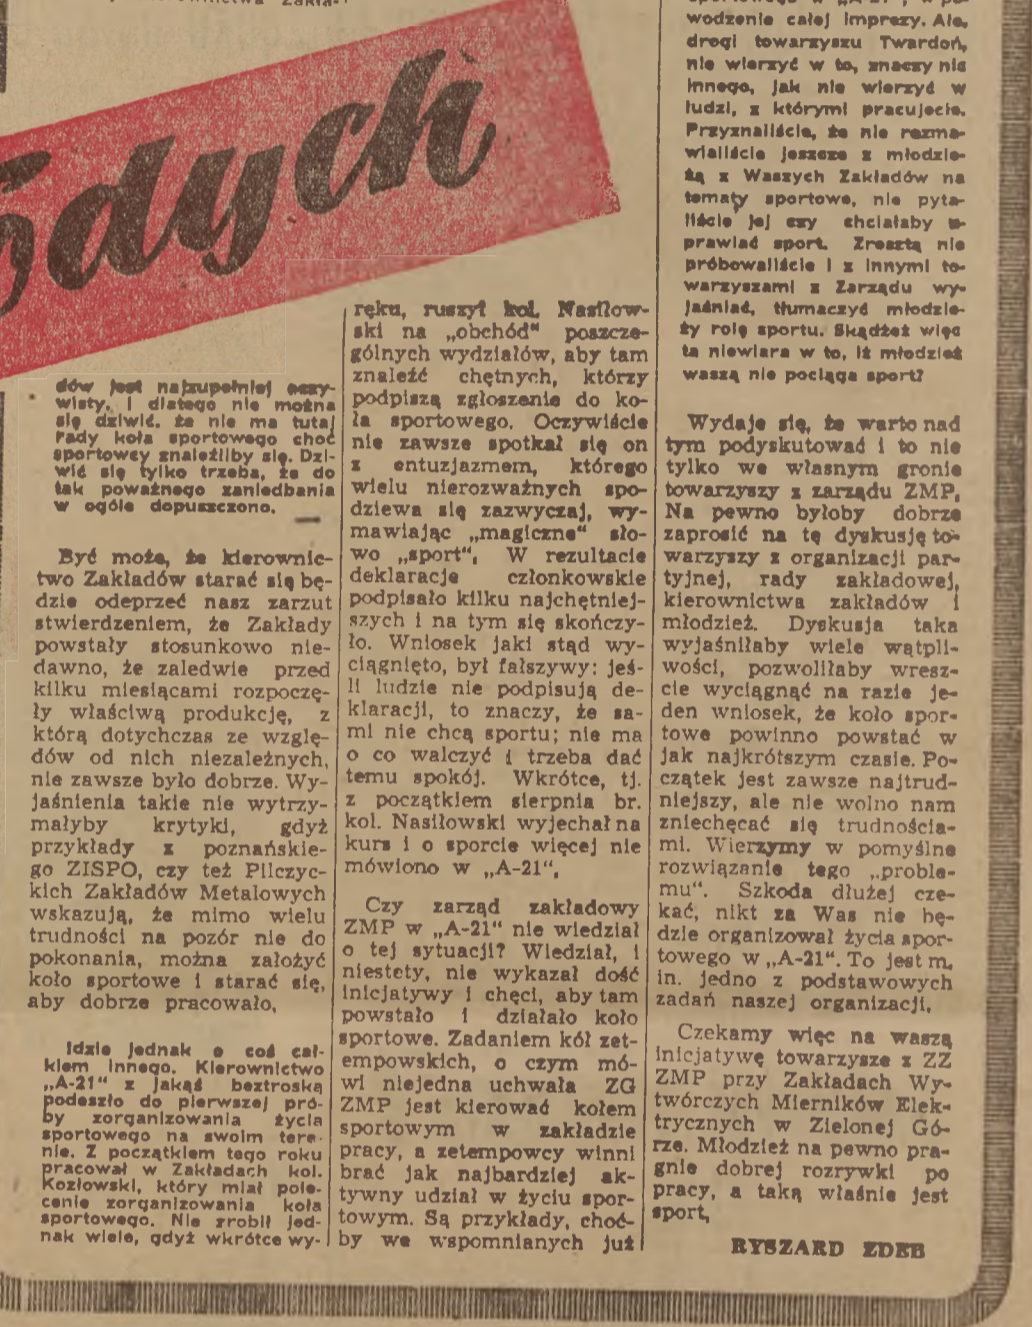 ódych
dów jest najzupełniej oczy-
wisty. I dlatego nie można
się dziwić, że nie ma tutaj
rady koła sportowego choć
sportowcy znaleźliby się. Dzi-
wić się tylko trzeba, że do
tak poważnego zaniedbania
w ogóle dopuszczono.
Być może, że kierownic-
two Zakładów starać się bę-
dzie odeprzeć nasz zarzut
stwierdzeniem, że Zakłady
powstały stosunkowo nie-
dawno, że zaledwie przed
kilku miesiącami rozpoczę-
ły właściwą produkcję, z
którą dotychczas ze wzglę-
dów od nich niezależnych,
nie zawsze było dobrze. Wy-
jaśnienia takie nie wytrzy-
małyby krytyki, gdyż
przykłady z poznańskie-
go ZISPO, czy też Pilczyc-
kich Zakładów Metalowych
wskazują, że mimo wielu
trudności na pozór nie do
pokonania, można założyć
koło sportowe i starać się,
aby dobrze pracowało.
Idzie jednak o coś cał-
kiem innego. Kierownictwo
„A-21" z jakąś beztroską
podeszło do pierwszej pró-
by zorganizowania życia
sportowego na swoim tere-
nie. Z początkiem tego roku
pracował w Zakładach kol.
Kozłowski, który miał pole-
cenie zorganizowania koła
sportowego. Nie zrobił jed-
nak wiele, gdyż wkrótce wy-
ręku, ruszył kol. Nasiłow-
ski na „obchód" poszcze-
gólnych wydziałów, aby tam
znaleźć chętnych, którzy
podpiszą zgłoszenie do ko-
ła sportowego. Oczywiście
nie zawsze spotkał się on
z entuzjazmem, którego
wielu nierozważnych spo-
dziewa się zazwyczaj, wy-
mawiając „magiczne" sło-
wo „sport". W rezultacie
deklaracje członkowskie
podpisało kilku najchętniej-
szych i na tym się skończy-
ło. Wniosek jaki stąd wy-
ciągnięto, był fałszywy: jeś-
li ludzie nie podpisują de-
klaracji, to znaczy, że sa-
mi nie chcą sportu; nie ma
o co walczyć i trzeba dać
temu spokój. Wkrótce, tj.
z początkiem sierpnia br.
kol. Nasiłowski wyjechał na
kurs i o sporcie więcej nie
mówiono w „A-21".
Czy zarząd zakładowy
ZMP w „A-21" nie wiedział
o tej sytuacji? Wiedział, i
niestety, nie wykazał dość
inicjatywy i chęci, aby tam
powstało i działało koło
sportowe. Zadaniem kół zet-
empowskich, o czym mó-
wi niejedna uchwała ZG
ZMP jest kierować kołem
sportowym w zakładzie
pracy, a zetempowcy winni
brać jak najbardziej ak-
tywny udział w życiu spor-
towym. Są przykłady, choć-
by we wspomnianych już
wodzenie całej imprezy. Ale,
drogi towarzyszu Twardoń,
nie wierzyć w to, znaczy nic
innego, jak nie wierzyć w
ludzi, z którymi pracujecie.
Przyznaliście, że nie rozma-
wialiście jeszcze z młodzie-
żą z Waszych Zakładów na
tematy sportowe, nie pyta-
liście jej czy chciałaby u-
prawiać sport. Zresztą nie
próbowaliście i z innymi to-
warzyszami z Zarządu wy-
jaśniać, tłumaczyć młodzie-
ży rolę sportu. Skądżeż więc
ta niewiara w to, iż młodzież
waszą nie pociąga sport?
Wydaje się, że warto nad
tym podyskutować i to nie
tylko we własnym gronie
towarzyszy z zarządu ZMP.
Na pewno byłoby dobrze
zaprosić na tę dyskusję to-
warzyszy z organizacji par-
tyjnej, rady zakładowej,
kierownictwa zakładów i
młodzież. Dyskusja taka
wyjaśniłaby wiele wątpli-
wości, pozwoliłaby wresz-
cie wyciągnąć na razie je-
den wniosek, że koło spor-
towe powinno powstać w
jak najkrótszym czasie. Po-
czątek jest zawsze najtrud-
niejszy, ale nie wolno nam
zniechęcać się trudnościa-
mi. Wierzymy w pomyślne
rozwiązanie tego „proble-
mu". Szkoda dłużej cze-
kać, nikt za Was nie bę-
dzie organizował życia spor-
towego w „A-21". To jest m.
in. jedno z podstawowych
zadań naszej organizacji.
Czekamy więc na waszą
inicjatywę towarzysze z ZZ
ZMP przy Zakładach Wy-
twórczych Mierników Elek-
trycznych w Zielonej Gó-
rze. Młodzież na pewno pra-
gnie dobrej rozrywki po
pracy, a taką właśnie jest
sport.
RYSZARD ZDEB